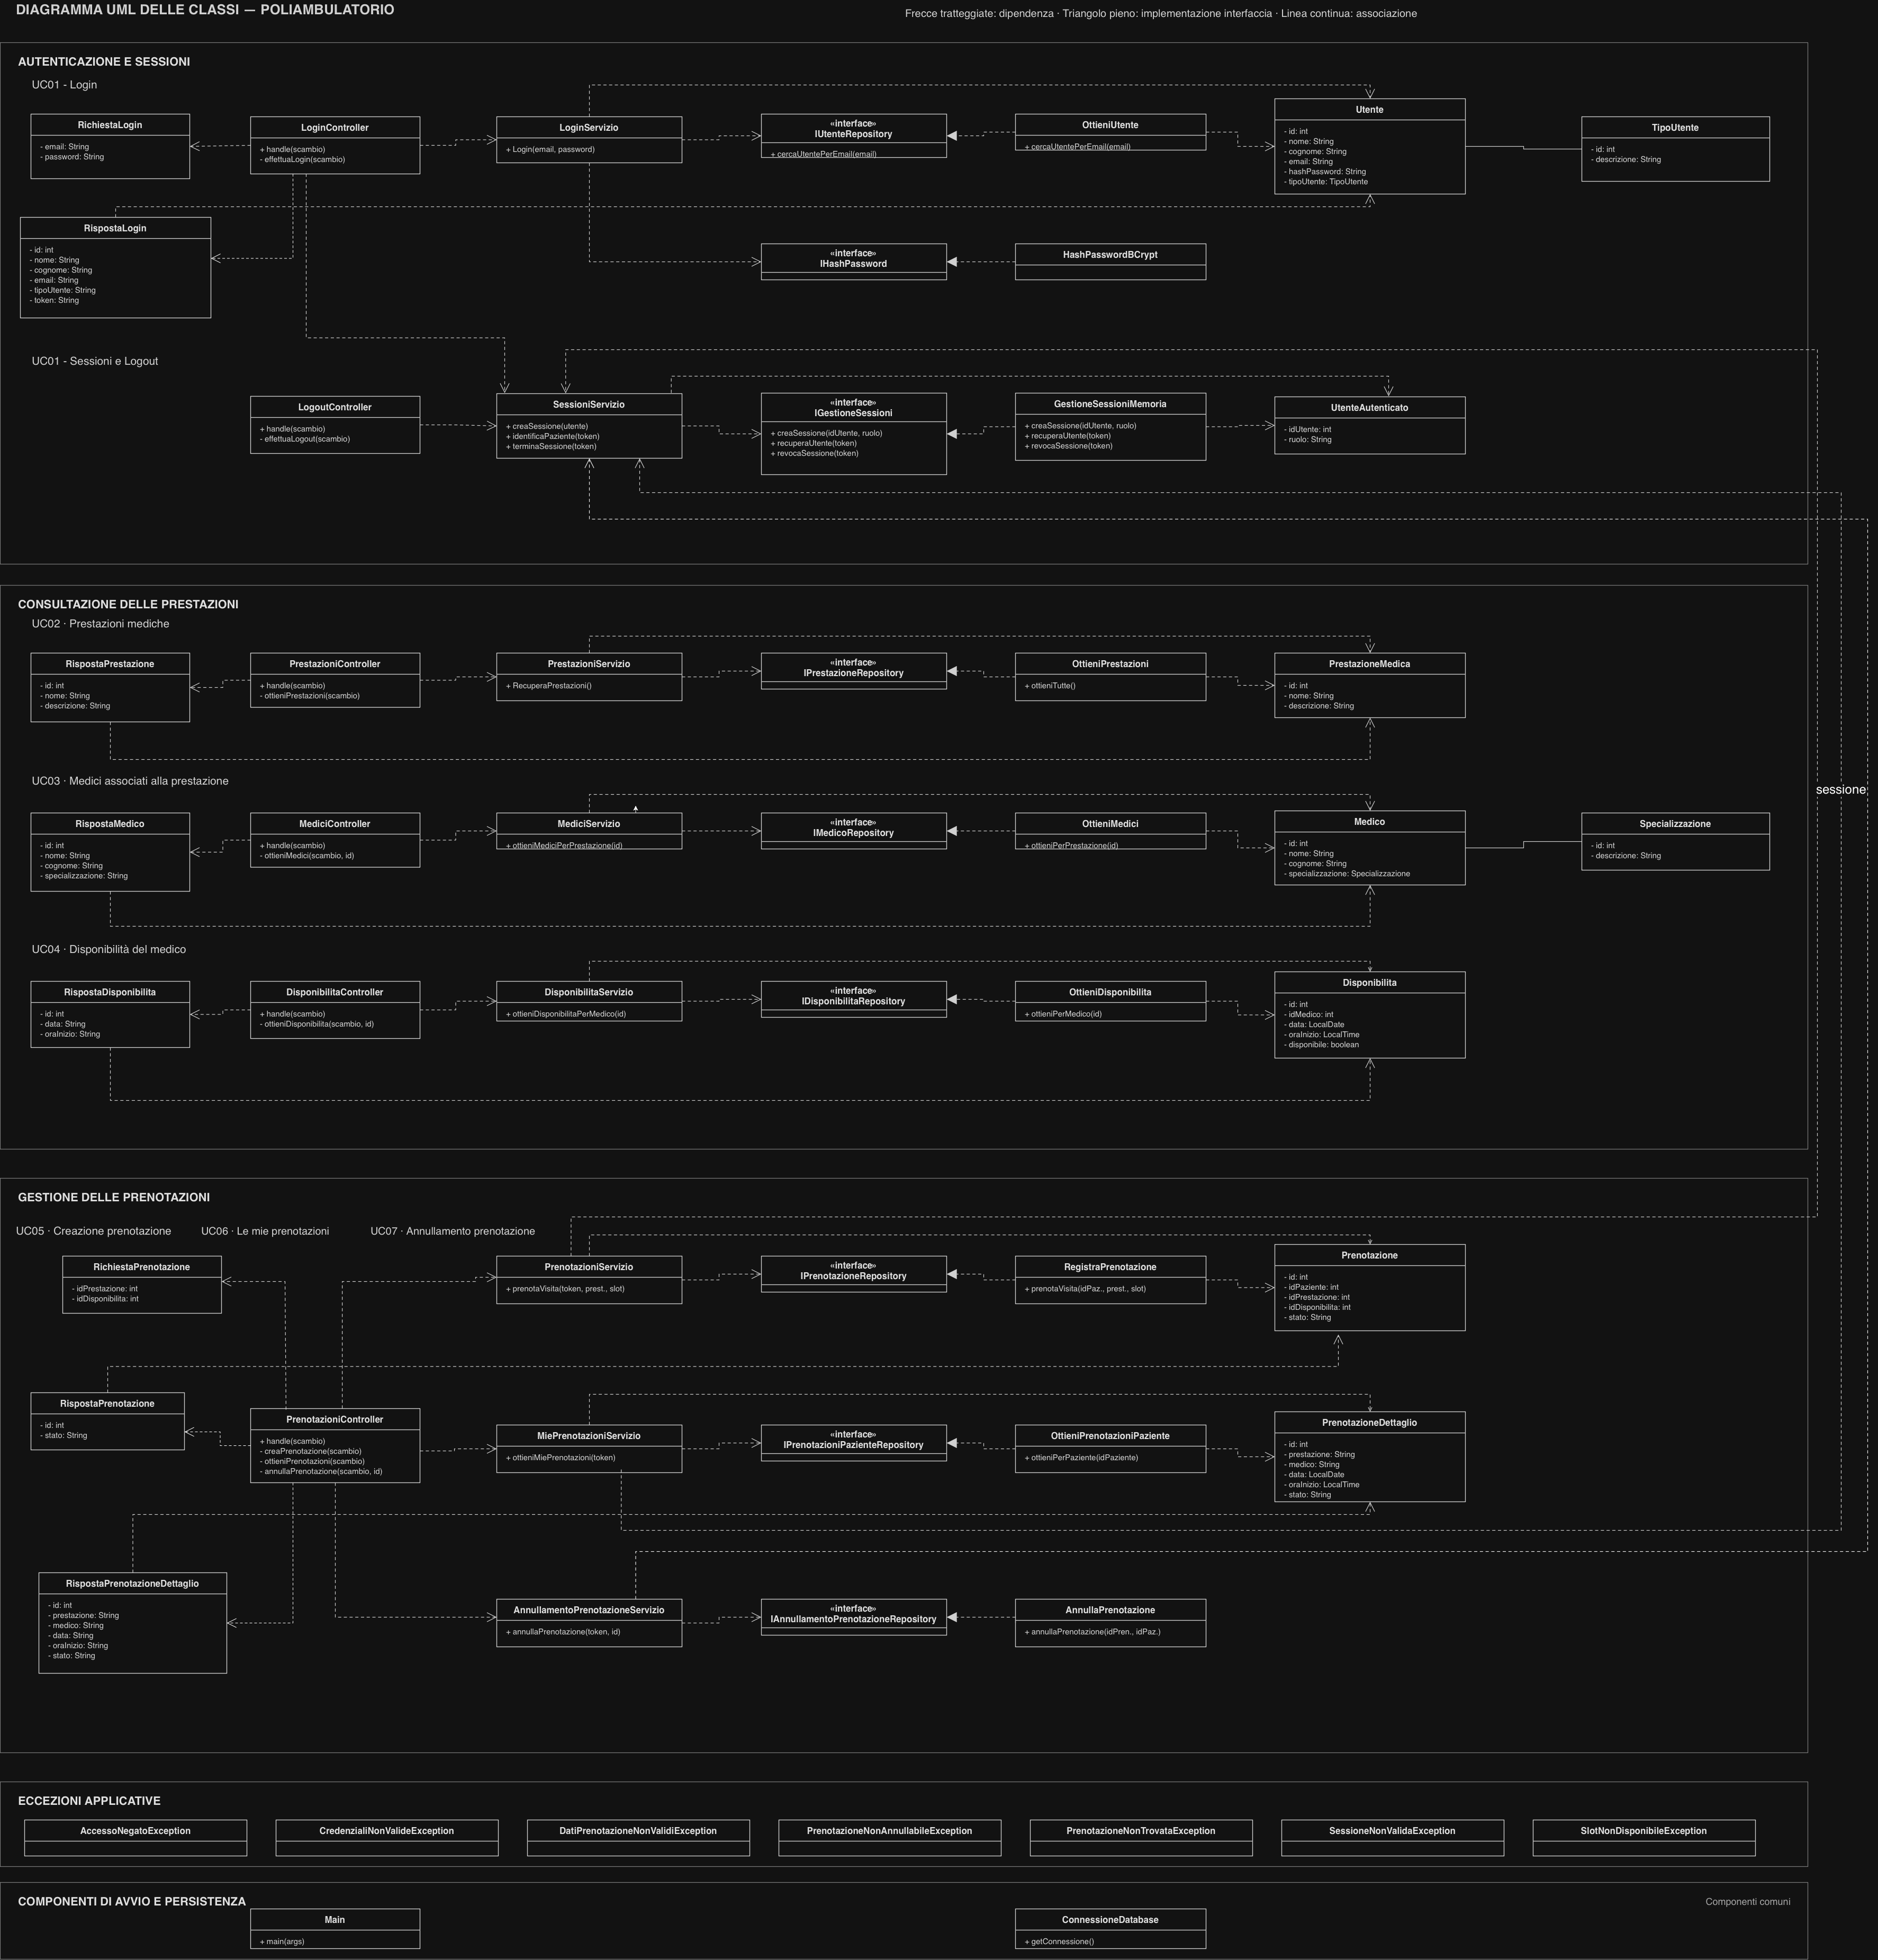 DIAGRAMMA UML DELLE CLASSI — POLIAMBULATORIO
Frecce tratteggiate: dipendenza · Triangolo pieno: implementazione interfaccia · Linea continua: associazione
AUTENTICAZIONE E SESSIONI
UC01 - Login
RichiestaLogin
- email: String
- password: String
LoginController
+ handle(scambio)
- effettuaLogin(scambio)
LoginServizio
+ Login(email, password)
«interface»
IUtenteRepository
+ cercaUtentePerEmail(email)
OttieniUtente
+ cercaUtentePerEmail(email)
Utente
- id: int
- nome: String
- cognome: String
- email: String
- hashPassword: String
- tipoUtente: TipoUtente
TipoUtente
- id: int
- descrizione: String
RispostaLogin
- id: int
- nome: String
- cognome: String
- email: String
- tipoUtente: String
- token: String
«interface»
IHashPassword
HashPasswordBCrypt
UC01 - Sessioni e Logout
LogoutController
+ handle(scambio)
- effettuaLogout(scambio)
SessioniServizio
+ creaSessione(utente)
+ identificaPaziente(token)
+ terminaSessione(token)
«interface»
IGestioneSessioni
+ creaSessione(idUtente, ruolo)
+ recuperaUtente(token)
+ revocaSessione(token)
GestioneSessioniMemoria
+ creaSessione(idUtente, ruolo)
+ recuperaUtente(token)
+ revocaSessione(token)
UtenteAutenticato
- idUtente: int
- ruolo: String
CONSULTAZIONE DELLE PRESTAZIONI
UC02 · Prestazioni mediche
RispostaPrestazione
- id: int
- nome: String
- descrizione: String
PrestazioniController
+ handle(scambio)
- ottieniPrestazioni(scambio)
PrestazioniServizio
+ RecuperaPrestazioni()
«interface»
IPrestazioneRepository
OttieniPrestazioni
+ ottieniTutte()
PrestazioneMedica
- id: int
- nome: String
- descrizione: String
UC03 · Medici associati alla prestazione
sessione
RispostaMedico
- id: int
- nome: String
- cognome: String
- specializzazione: String
MediciController
+ handle(scambio)
- ottieniMedici(scambio, id)
MediciServizio
+ ottieniMediciPerPrestazione(id)
«interface»
IMedicoRepository
OttieniMedici
+ ottieniPerPrestazione(id)
Medico
- id: int
- nome: String
- cognome: String
- specializzazione: Specializzazione
Specializzazione
- id: int
- descrizione: String
UC04 · Disponibilità del medico
RispostaDisponibilita
- id: int
- data: String
- oraInizio: String
DisponibilitaController
+ handle(scambio)
- ottieniDisponibilita(scambio, id)
DisponibilitaServizio
+ ottieniDisponibilitaPerMedico(id)
«interface»
IDisponibilitaRepository
OttieniDisponibilita
+ ottieniPerMedico(id)
Disponibilita
- id: int
- idMedico: int
- data: LocalDate
- oraInizio: LocalTime
- disponibile: boolean
GESTIONE DELLE PRENOTAZIONI
UC05 · Creazione prenotazione
UC06 · Le mie prenotazioni
UC07 · Annullamento prenotazione
RichiestaPrenotazione
- idPrestazione: int
- idDisponibilita: int
PrenotazioniServizio
+ prenotaVisita(token, prest., slot)
«interface»
IPrenotazioneRepository
RegistraPrenotazione
+ prenotaVisita(idPaz., prest., slot)
Prenotazione
- id: int
- idPaziente: int
- idPrestazione: int
- idDisponibilita: int
- stato: String
RispostaPrenotazione
- id: int
- stato: String
PrenotazioniController
+ handle(scambio)
- creaPrenotazione(scambio)
- ottieniPrenotazioni(scambio)
- annullaPrenotazione(scambio, id)
MiePrenotazioniServizio
+ ottieniMiePrenotazioni(token)
«interface»
IPrenotazioniPazienteRepository
OttieniPrenotazioniPaziente
+ ottieniPerPaziente(idPaziente)
PrenotazioneDettaglio
- id: int
- prestazione: String
- medico: String
- data: LocalDate
- oraInizio: LocalTime
- stato: String
RispostaPrenotazioneDettaglio
- id: int
- prestazione: String
- medico: String
- data: String
- oraInizio: String
- stato: String
AnnullamentoPrenotazioneServizio
+ annullaPrenotazione(token, id)
«interface»
IAnnullamentoPrenotazioneRepository
AnnullaPrenotazione
+ annullaPrenotazione(idPren., idPaz.)
ECCEZIONI APPLICATIVE
AccessoNegatoException
CredenzialiNonValideException
DatiPrenotazioneNonValidiException
PrenotazioneNonAnnullabileException
PrenotazioneNonTrovataException
SessioneNonValidaException
SlotNonDisponibileException
COMPONENTI DI AVVIO E PERSISTENZA
Componenti comuni
Main
+ main(args)
ConnessioneDatabase
+ getConnessione()